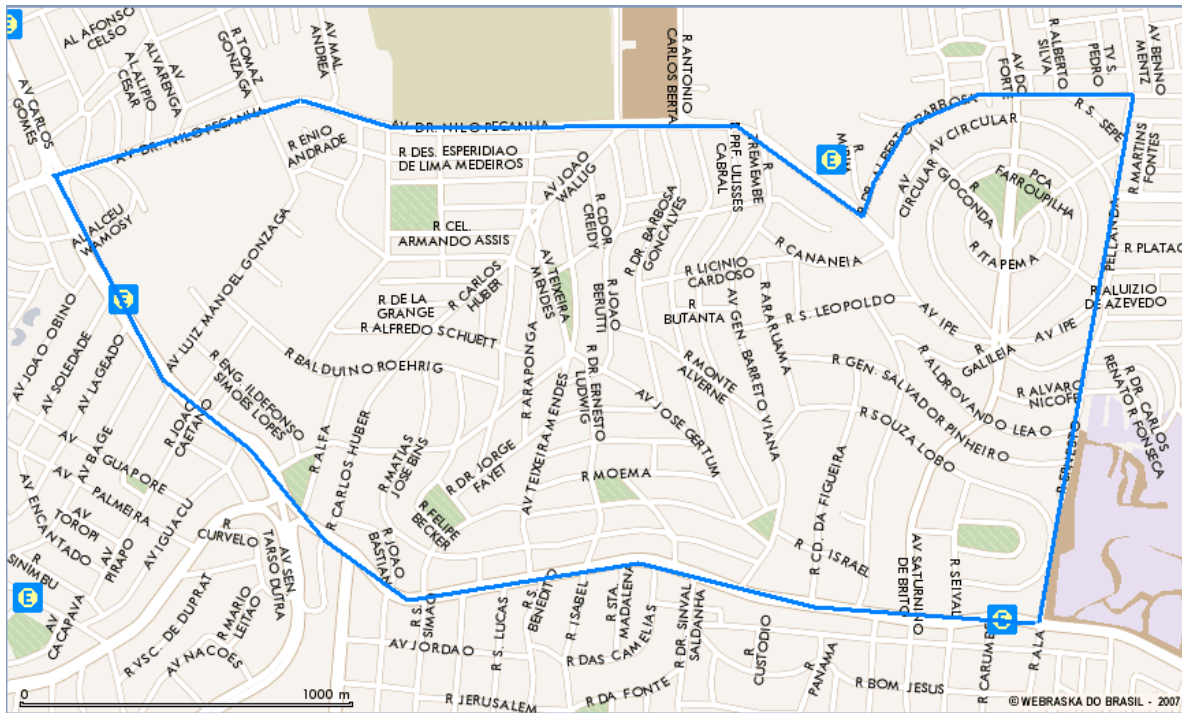 AL AFONSO
CELSO
AV
ALVARENGA
AL ALIPIO
CESAR
R TOMAZ
GONZAGA
AV MAL.
ANDREA
AV CARLOS
GOMES
AV DR. NILO PEÇANHA
R ENIO
ANDRADE
AV DR. NILO PEÇANHA
R ANTONIO
CARLOS BERTA
R DES. ESPERIDIAO
DE LIMA MEDEIROS
AV JOAO
WALLIG
R PRF. ULISSES
CABRAL
R
TREMEMBE
R
R DR. ALBERTO BARBOSA
AV DO
FORTE
R ALBERTO
SILVA
TV S.
PEDRO
AV BENNO
MENTZ
R S. SEPE
AV CIRCULAR
AV
CIRCULAR
R
GIOCONDA
PCA
FARROUPILHA
R MARTINS
FONTES
R ITAPEMA
PELLANDA
R PLATAO
R ALUIZIO
DE AZEVEDO
AL ALCEU
WAMOSY
AV LUIZ MANOEL GONZAGA
R CEL.
ARMANDO ASSIS
R CDOR.
CREIDY
R DR. BARBOSA
GONCALVES
R CANANEIA
R LICINIO
CARDOSO
R CARLOS
HUBER
AV TEIXEIRA
MENDES
R JOAO
BERUTTI
R DE LA
GRANGE
R ALFREDO SCHUETT
R
BUTANTA
AV GEN. BARRETO VIANA
R ARARUAMA
R S. LEOPOLDO
AV IPE
AV IPE
R
GALILEIA
AV JOAO OBINO
AV SOLEDADE
AV LAGEADO
R ENG. ILDEFONSO
SIMOES LOPES
R BALDUINO ROEHRIG
R ARAPONGA
R DR. ERNESTO
LUDWIG
R MONTE
ALVERNE
R GEN. SALVADOR PINHEIRO
R ALDROVANDO LEAO
R ALVARO
NICOFE
R DR. CARLOS
RENATO R FONSECA
AV JOSE GERTUM
R SOUZA LOBO
R JOAO
CAETANO
AV
GUAPORE
AV BAGE
R ALFA
R CARLOS HUBER
R MATIAS
JOSE BINS
R DR. JORGE
FAYET
AV TEIXEIRA MENDES
R MOEMA
R ERNESTO
AV
PALMEIRA
AV ENCANTADO
AV
TOROPI
AV
PIRAPO
AV IGUACU
R
CURVELO
AV SEN.
TARSO DUTRA
R FELIPE
BECKER
R JOAO
BASTIAN
R CD. DA FIGUEIRA
R ISRAEL
AV SATURNINO
DE BRITO
R SEIVAL
R
SINIMBU
AV
CACAPAVA
R VSC. DE DUPRAT
R MARIO
LEITAO
AV NACOES
R S.
SIMAO
R S. LUCAS
R S.
BENEDITO
R ISABEL
R STA.
MADALENA
R DR. SINVAL
SALDANHA
R
CUSTODIO
R
PANAMA
R CARUMBE
R ALA
AV JORDAO
R DAS CAMELIAS
R BOM JESUS
R JERUSALEM
R DA FONTE
0 1000 m
© WEBRASKA DO BRASIL - 2007